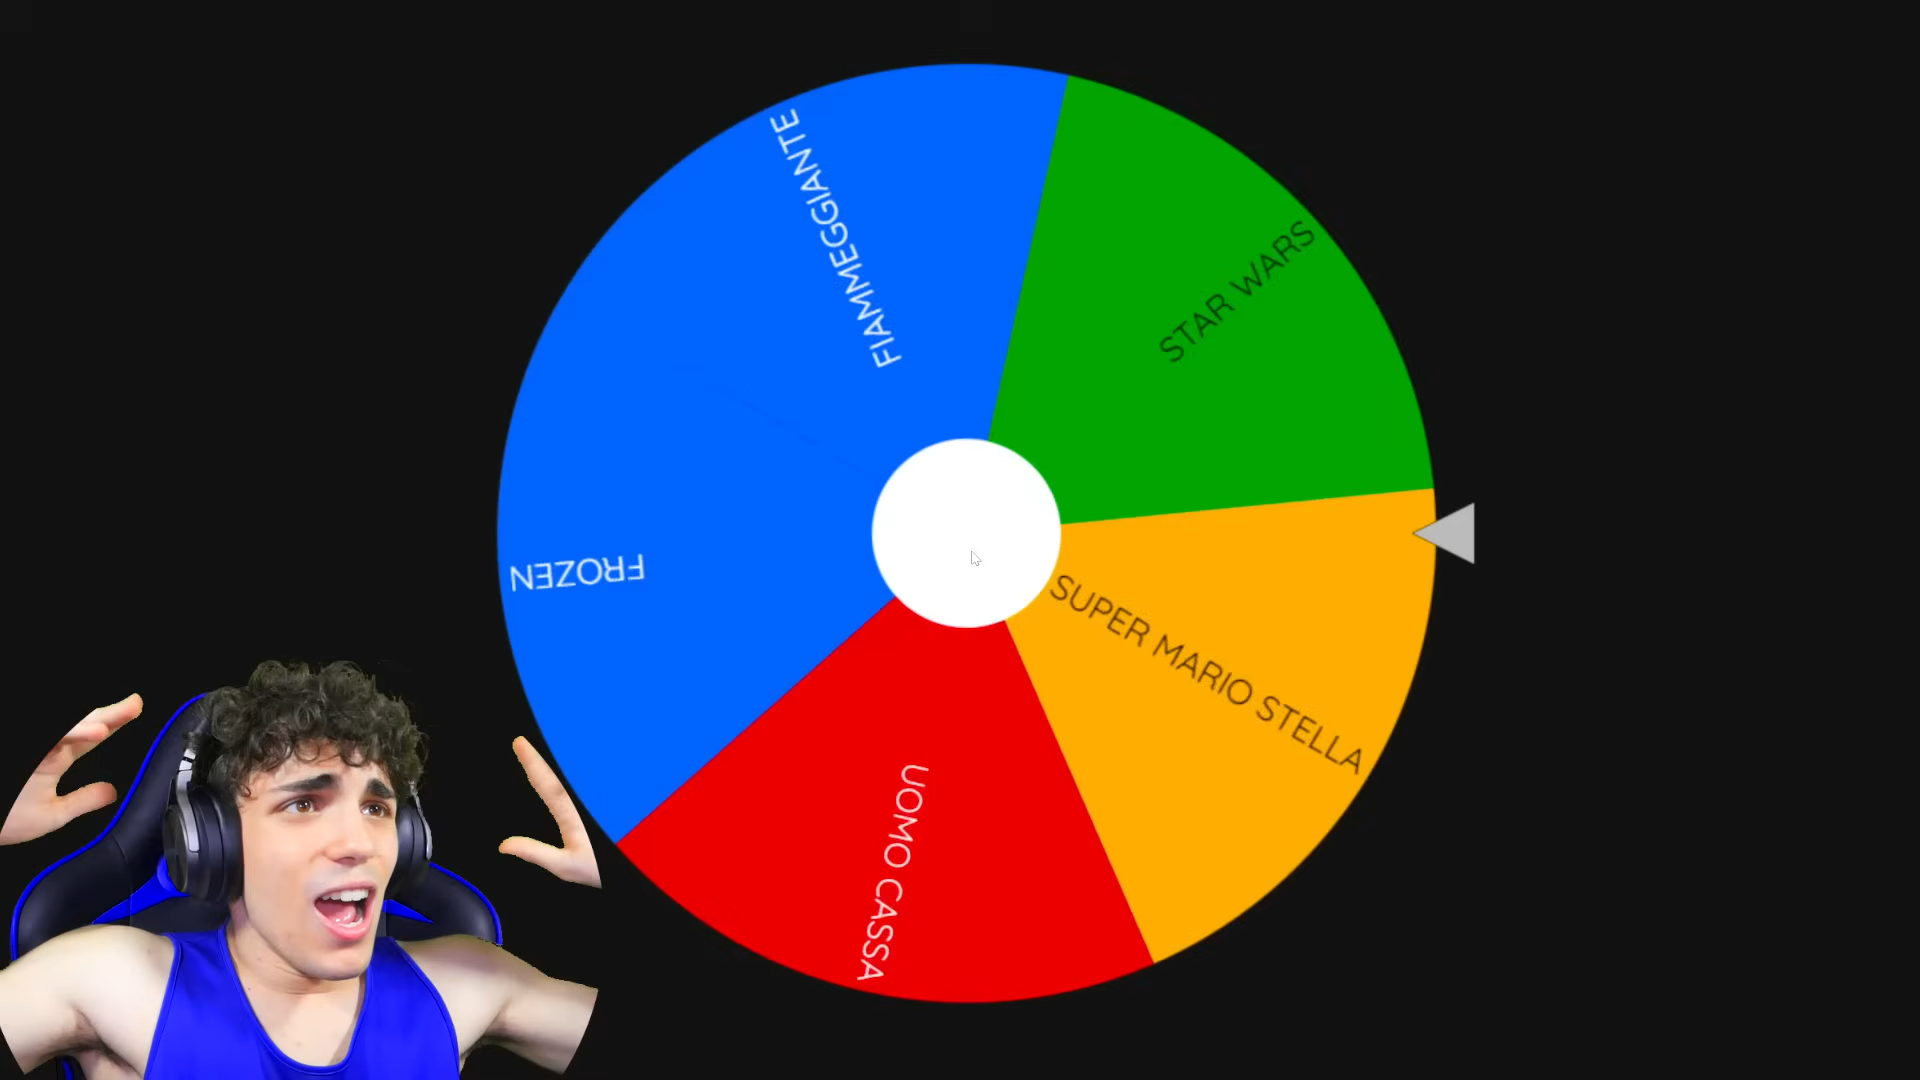 FIAMMEGGIANTE
STAR WARS
FROZEN
SUPER MARIO STELLA
UOMO CASSA